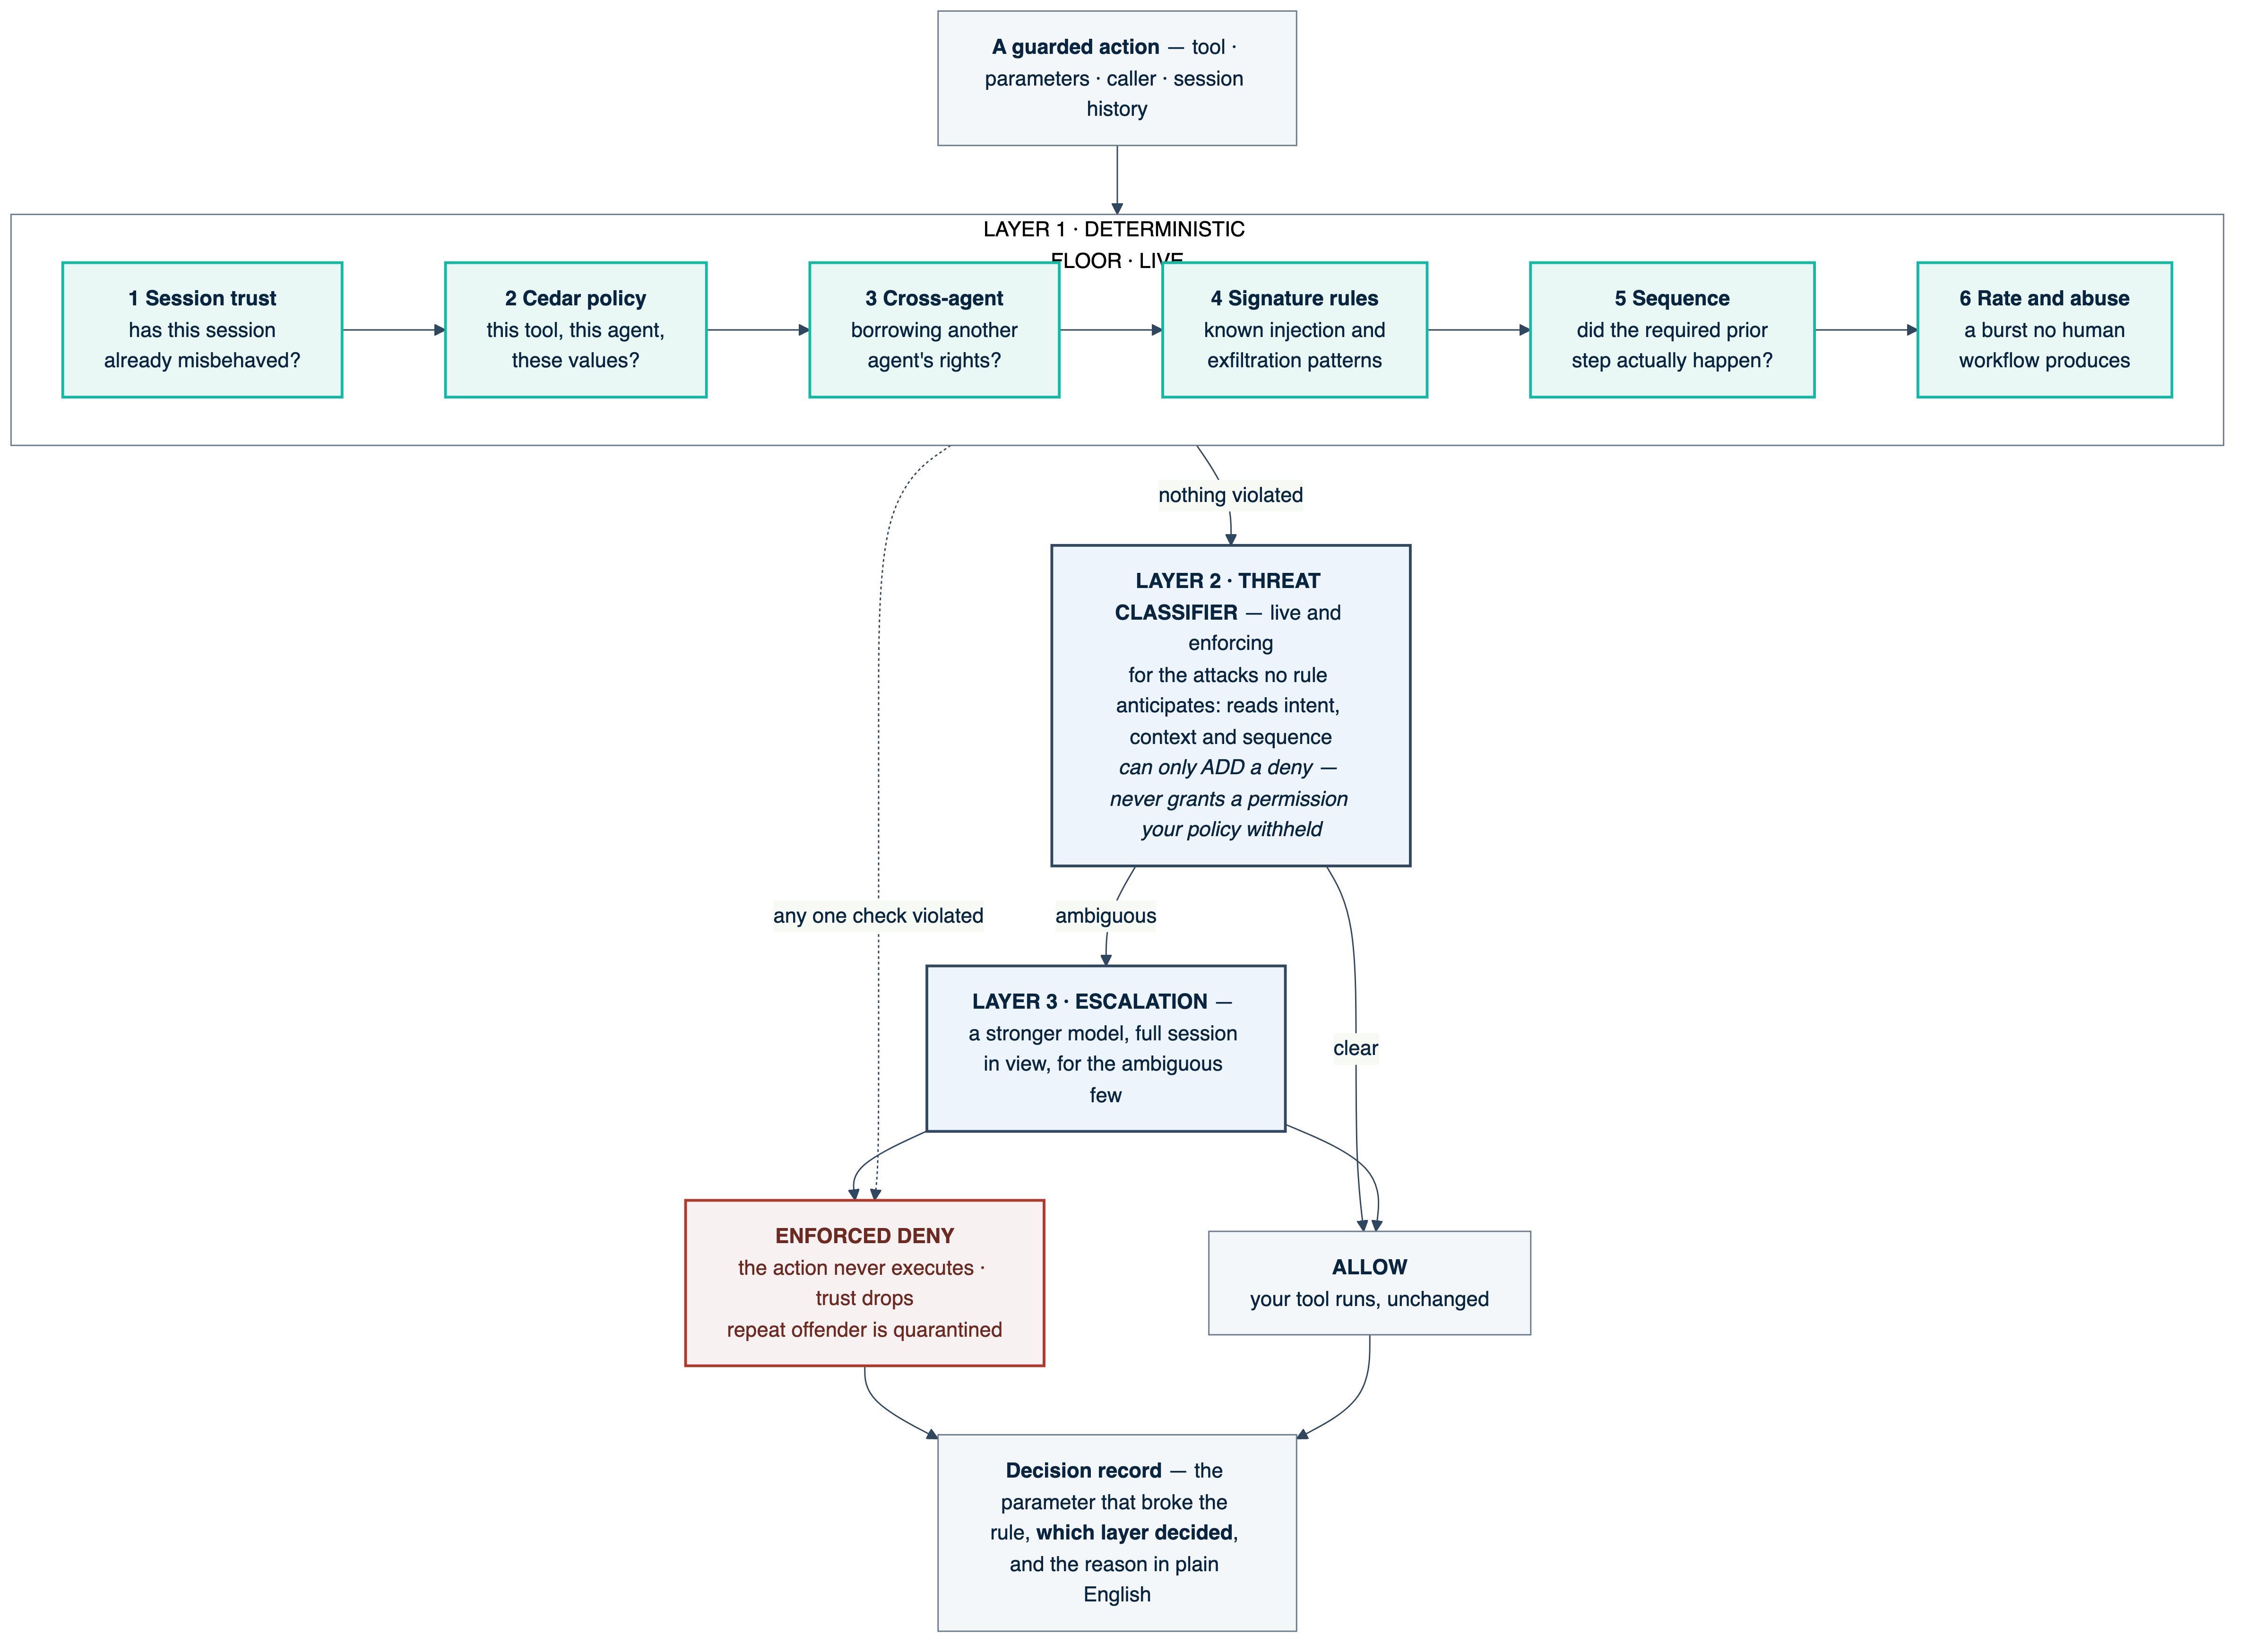 A guarded action — tool ·
parameters · caller · session
history
LAYER 1 · DETERMINISTIC
FLOOR · LIVE
1 Session trust
has this session
already misbehaved?
2 Cedar policy
this tool, this agent,
these values?
3 Cross-agent
borrowing another
agent's rights?
4 Signature rules
known injection and
exfiltration patterns
5 Sequence
did the required prior
step actually happen?
6 Rate and abuse
a burst no human
workflow produces
nothing violated
LAYER 2 · THREAT
CLASSIFIER — live and
enforcing
for the attacks no rule
anticipates: reads intent,
context and sequence
can only ADD a deny —
never grants a permission
your policy withheld
any one check violated
ambiguous
LAYER 3 · ESCALATION —
a stronger model, full session
in view, for the ambiguous
few
clear
ENFORCED DENY
the action never executes ·
trust drops
repeat offender is quarantined
ALLOW
your tool runs, unchanged
Decision record — the
parameter that broke the
rule, which layer decided,
and the reason in plain
English